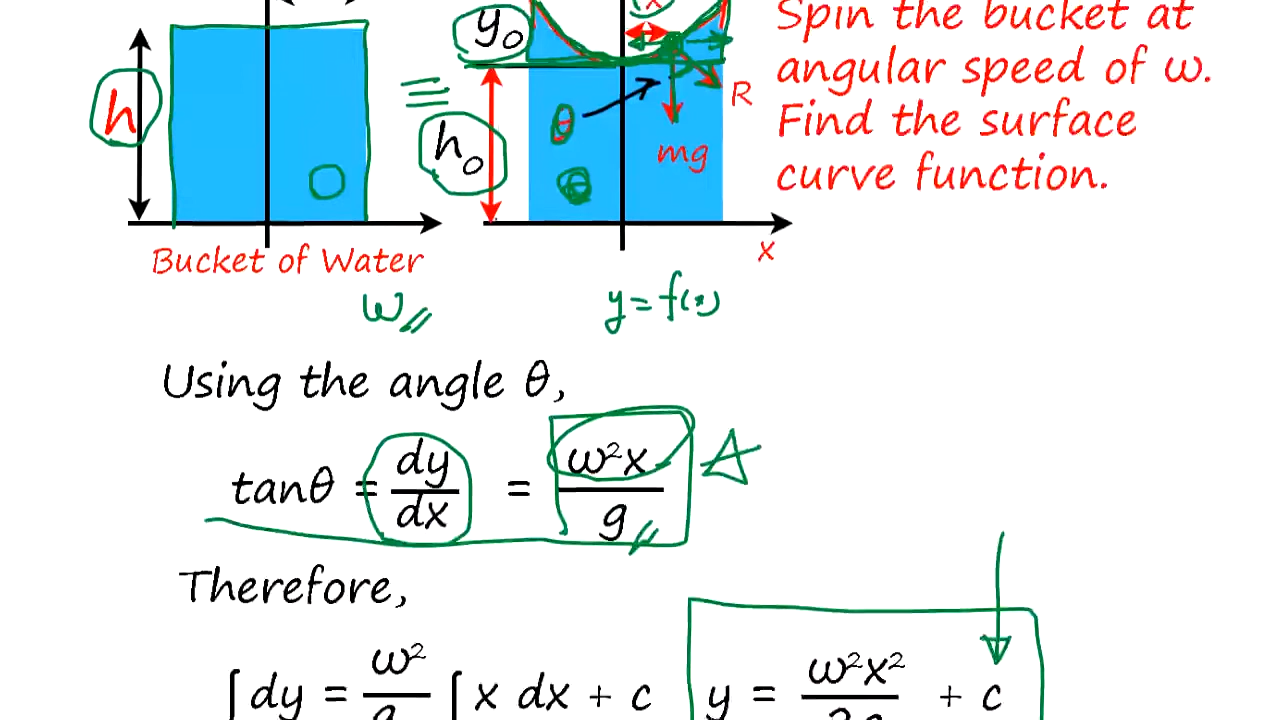 Spin the bucket at
angular speed of ω.
Find the surface
curve function.
h
y₀
h₀
θ
R
mg
x
Bucket of Water
ω
y = f(x)
Using the angle θ,
tanθ = dy/dx = ω²x/g
Therefore,
∫ dy = ω²/g ∫ x dx + c
y = ω²x²/2g + c